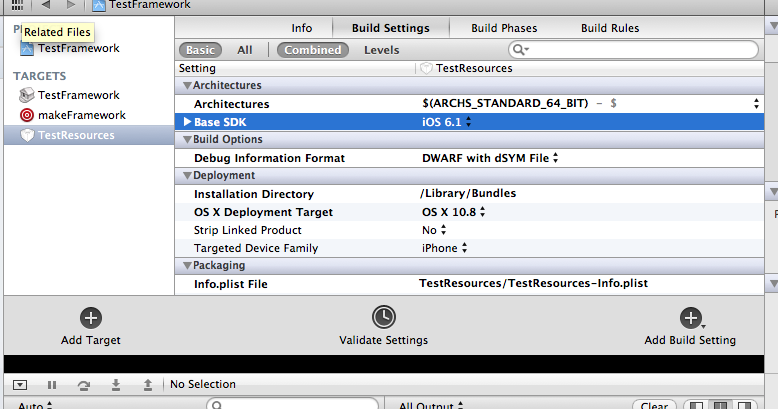 TestFramework
Info Build Settings Build Phases Build Rules
Related Files
TestFramework
TARGETS
TestFramework
makeFramework
TestResources
Basic All Combined Levels
Setting TestResources
Architectures
Architectures $(ARCHS_STANDARD_64_BIT) – $
Base SDK iOS 6.1
Build Options
Debug Information Format DWARF with dSYM File
Deployment
Installation Directory /Library/Bundles
OS X Deployment Target OS X 10.8
Strip Linked Product No
Targeted Device Family iPhone
Packaging
Info.plist File TestResources/TestResources-Info.plist
Add Target Validate Settings Add Build Setting
No Selection
Auto All Output Clear